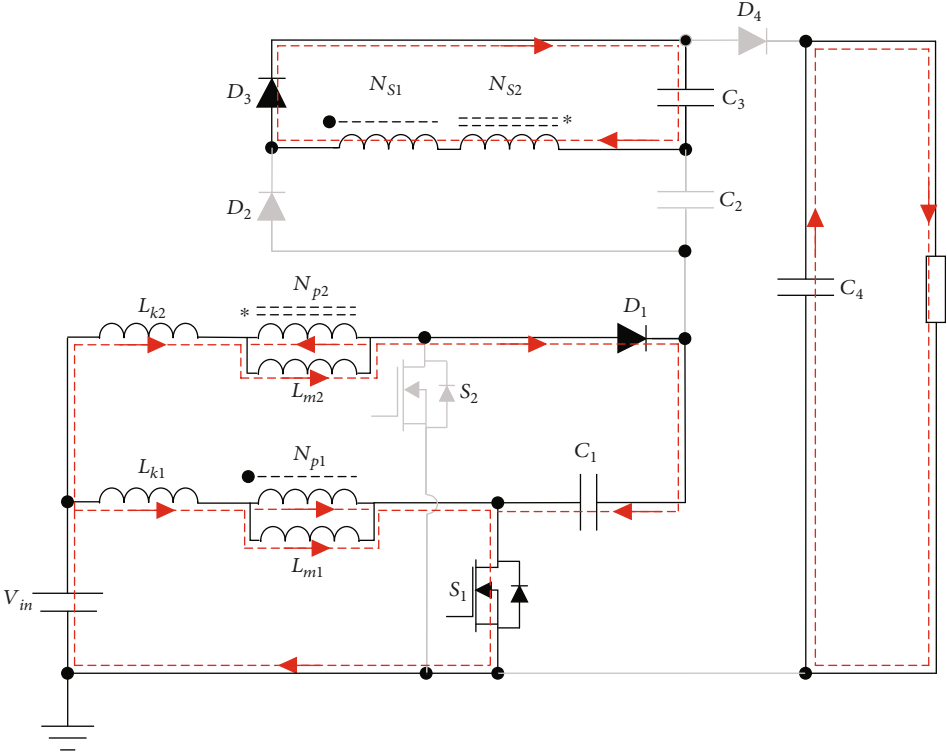 D4
D3
NS1
NS2
*
C3
D2
C2
Lk2
*
Np2
D1
C4
Lm2
S2
Lk1
Np1
C1
Lm1
Vin
S1